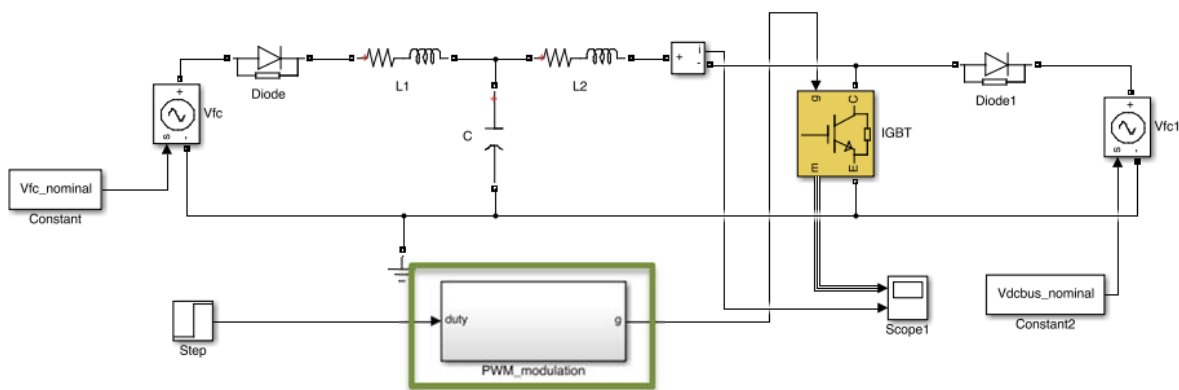 +
i
-
Diode
L1
L2
Diode1
+
Vfc
s
-
C
g
C
IGBT
m
E
+
Vfc1
s
-
Vfc_nominal
Constant
Step
duty
g
PWM_modulation
Scope1
Vdcbus_nominal
Constant2